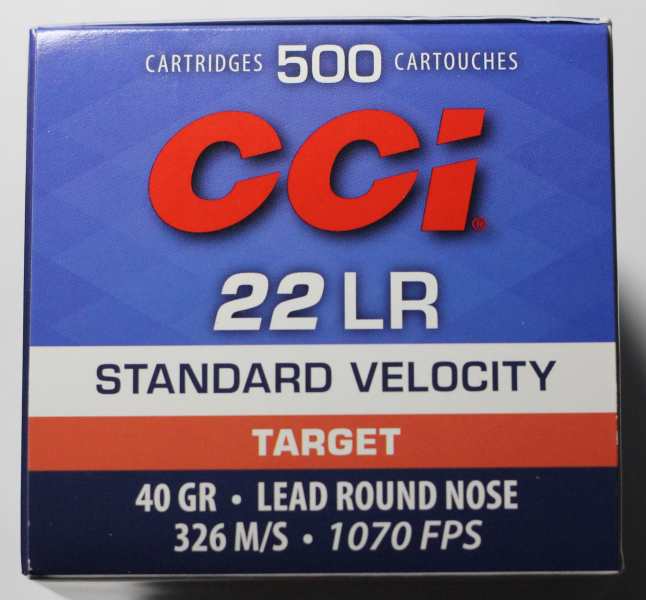 CARTRIDGES 500 CARTOUCHES
CCI®
22 LR
STANDARD VELOCITY
TARGET
40 GR • LEAD ROUND NOSE
326 M/S • 1070 FPS